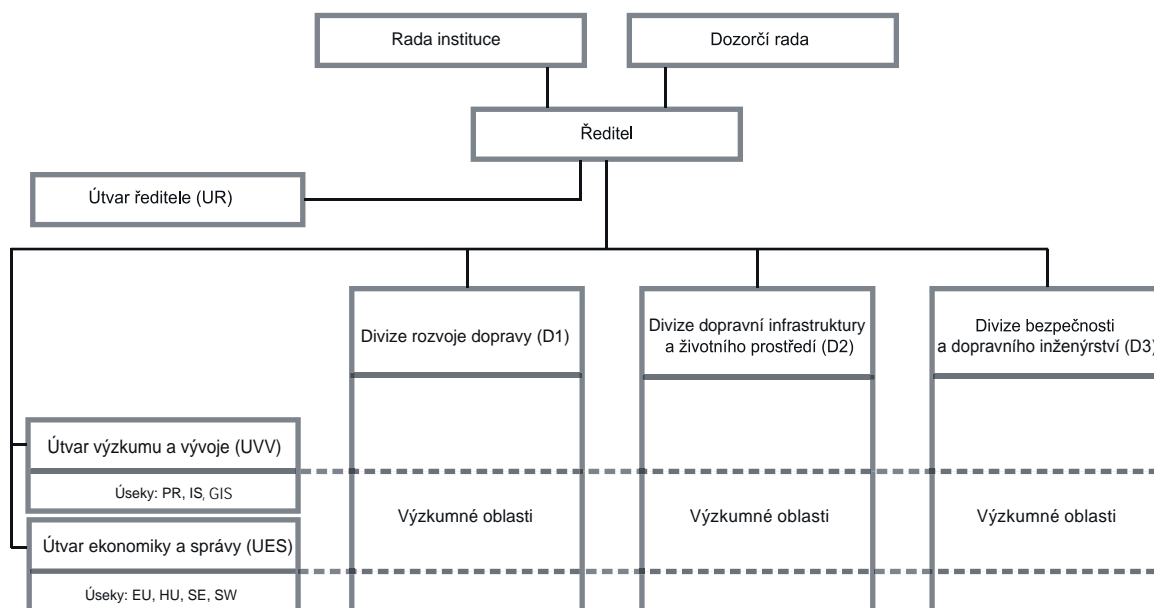 Rada instituce
Dozorčí rada
Ředitel
Útvar ředitele (UR)
Divize rozvoje dopravy (D1)
Divize dopravní infrastruktury
a životního prostředí (D2)
Divize bezpečnosti
a dopravního inženýrství (D3)
Útvar výzkumu a vývoje (UVV)
Úseky: PR, IS, GIS
Výzkumné oblasti
Výzkumné oblasti
Výzkumné oblasti
Útvar ekonomiky a správy (UES)
Úseky: EU, HU, SE, SW